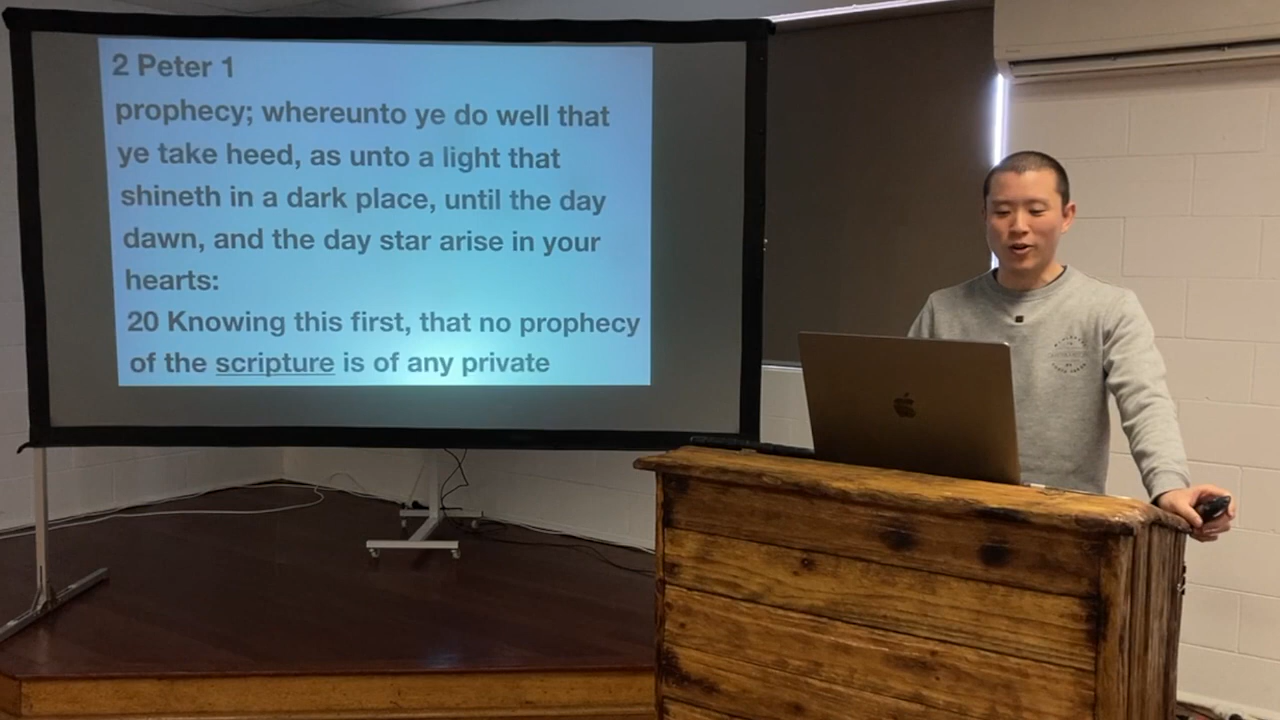 2 Peter 1
prophecy; whereunto ye do well that
ye take heed, as unto a light that
shineth in a dark place, until the day
dawn, and the day star arise in your
hearts:
20 Knowing this first, that no prophecy
of the scripture is of any private